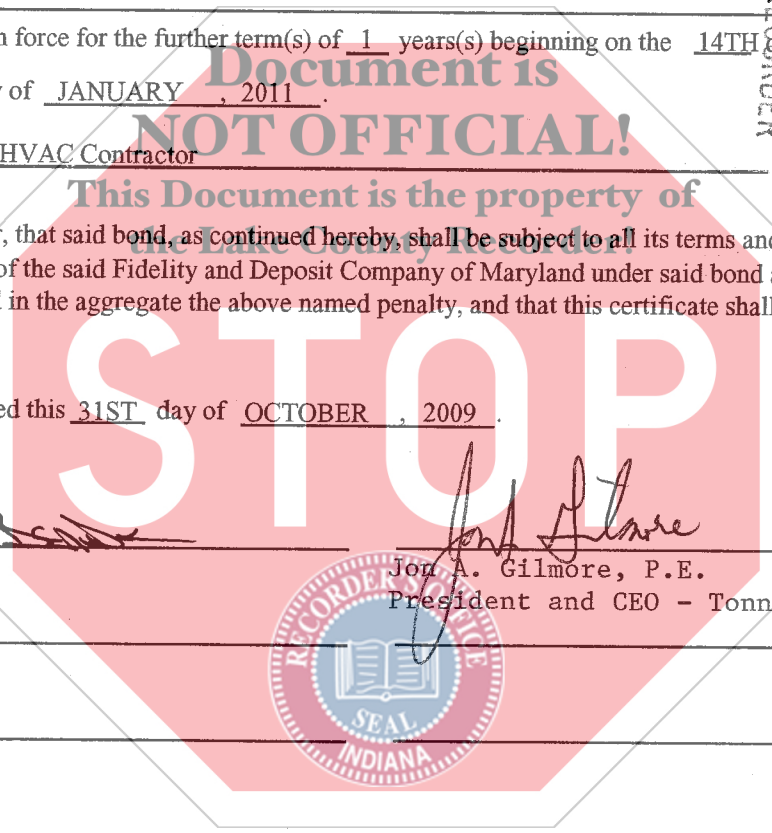 n force for the further term(s) of 1 years(s) beginning on the 14TH
Document is
of JANUARY , 2011 .
NOT OFFICIAL!
HVAC Contractor
This Document is the property of
, that said bond, as continued hereby, shall be subject to all its terms and
the Lake County Recorder!
of the said Fidelity and Deposit Company of Maryland under said bond
in the aggregate the above named penalty, and that this certificate shall
STOP
ed this 31ST day of OCTOBER , 2009 .
Jon A. Gilmore
Jon A. Gilmore, P.E.
President and CEO – Tonn
RECORDER'S OFFICE
SEAL
INDIANA
RECORDER